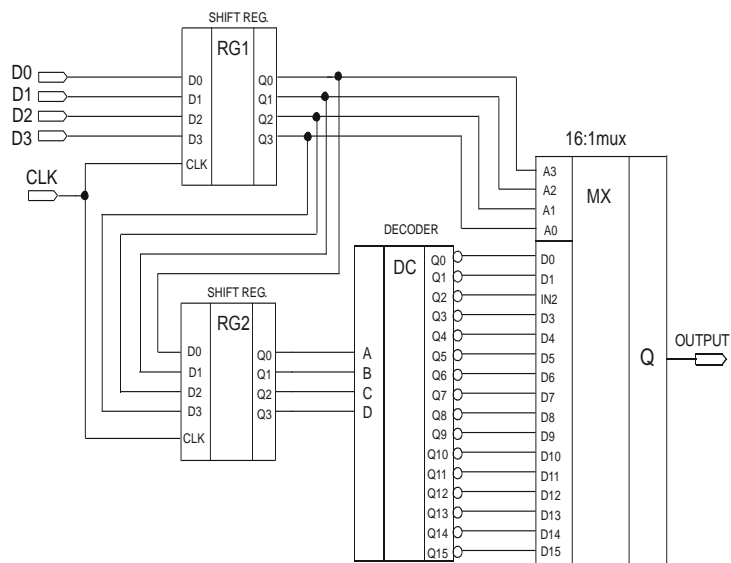 SHIFT REG.
RG1
D0
D1
D2
D3
CLK
D0
D1
D2
D3
CLK
Q0
Q1
Q2
Q3
16:1mux
MX
A3
A2
A1
A0
D0
D1
IN2
D3
D4
D5
D6
D7
D8
D9
D10
D11
D12
D13
D14
D15
Q
OUTPUT
DECODER
DC
A
B
C
D
Q0
Q1
Q2
Q3
Q4
Q5
Q6
Q7
Q8
Q9
Q10
Q11
Q12
Q13
Q14
Q15
SHIFT REG.
RG2
D0
D1
D2
D3
CLK
Q0
Q1
Q2
Q3